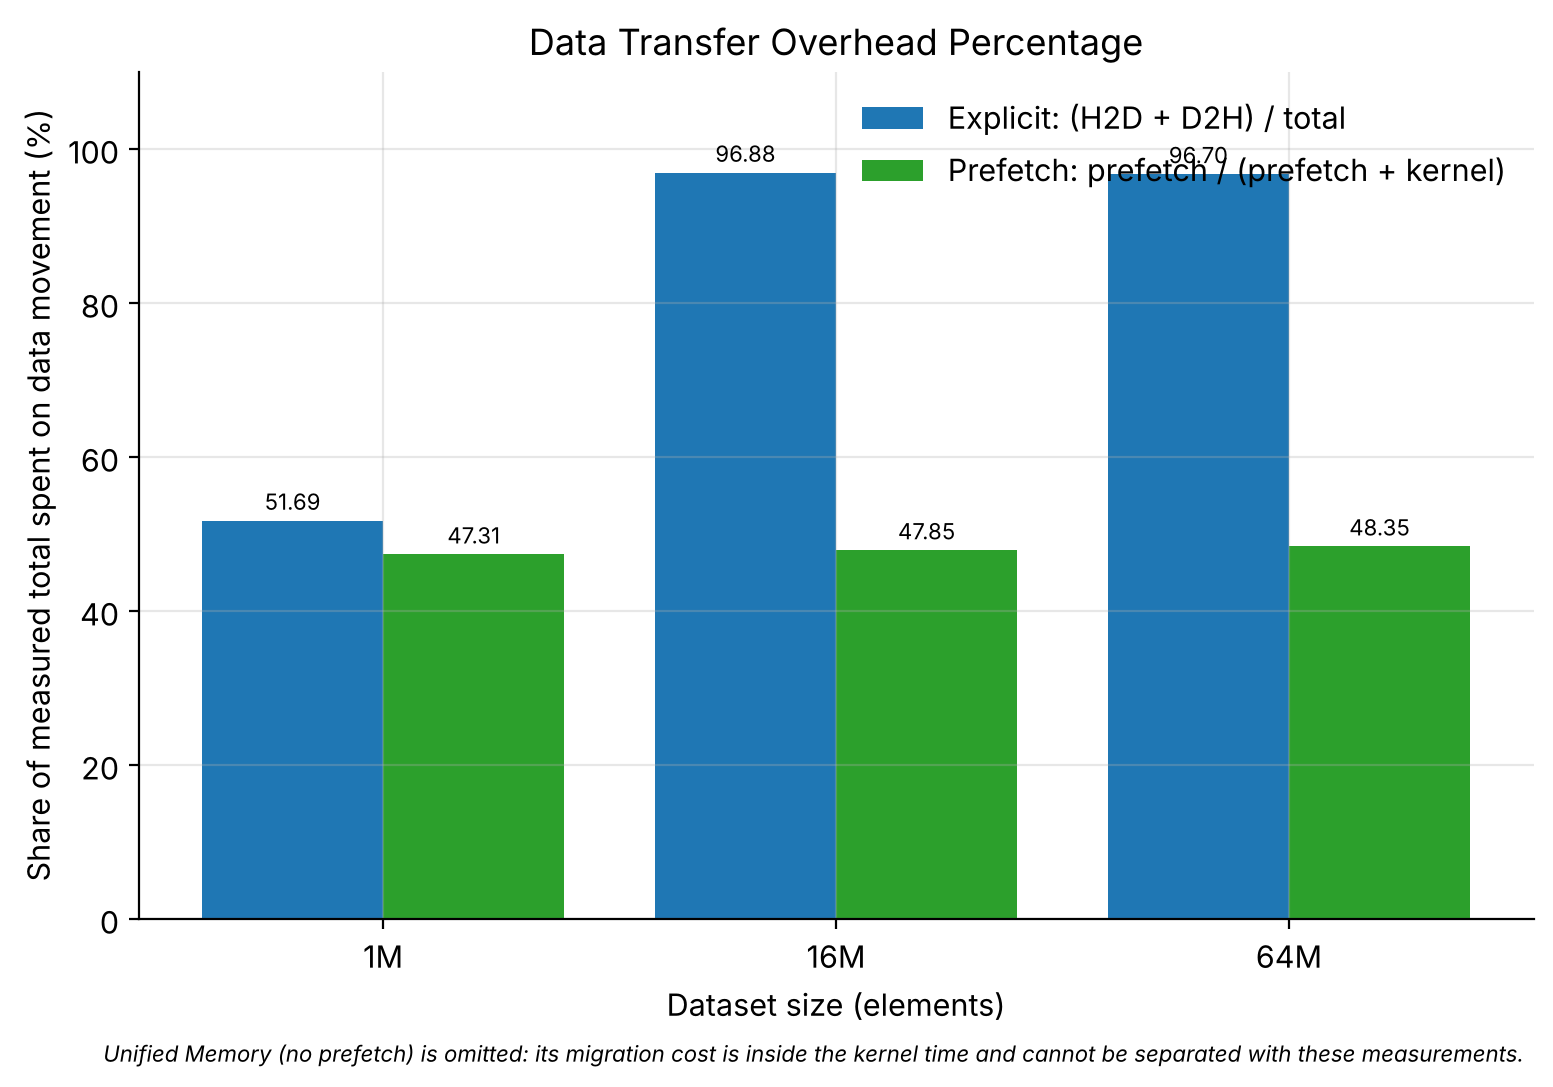 Data Transfer Overhead Percentage
Explicit: (H2D + D2H) / total
Prefetch: prefetch / (prefetch + kernel)
Share of measured total spent on data movement (%)
100
80
60
40
20
0
51.69
47.31
96.88
47.85
96.70
48.35
1M
16M
64M
Dataset size (elements)
Unified Memory (no prefetch) is omitted: its migration cost is inside the kernel time and cannot be separated with these measurements.